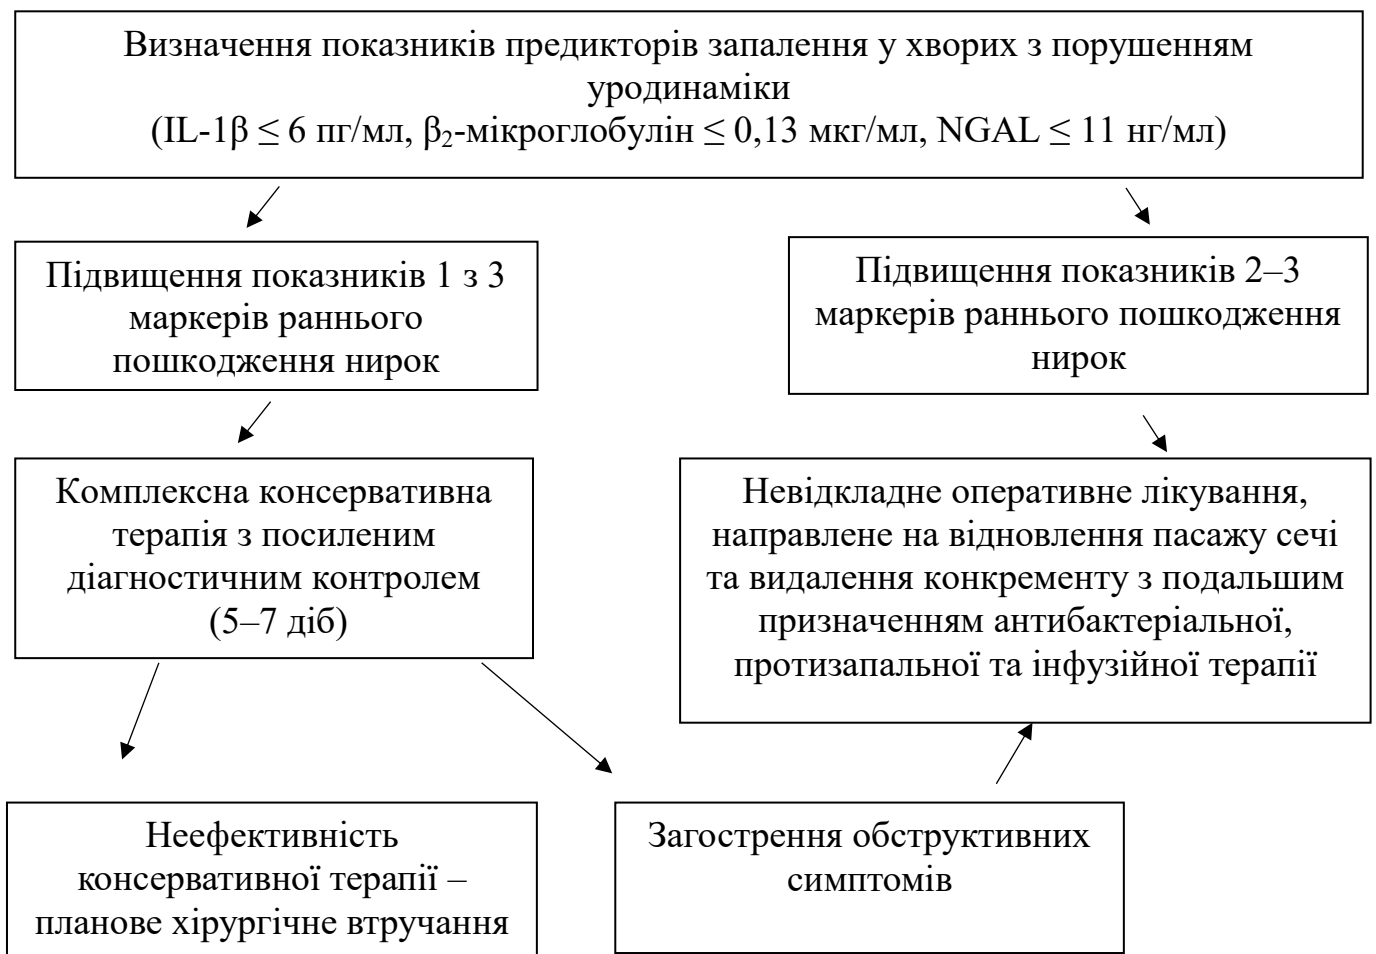 Визначення показників предикторів запалення у хворих з порушенням
уродинаміки
(IL-1β ≤ 6 пг/мл, β₂-мікроглобулін ≤ 0,13 мкг/мл, NGAL ≤ 11 нг/мл)
Підвищення показників 1 з 3
маркерів раннього
пошкодження нирок
Підвищення показників 2–3
маркерів раннього пошкодження
нирок
Комплексна консервативна
терапія з посиленим
діагностичним контролем
(5–7 діб)
Невідкладне оперативне лікування,
направлене на відновлення пасажу сечі
та видалення конкременту з подальшим
призначенням антибактеріальної,
протизапальної та інфузійної терапії
Неефективність
консервативної терапії –
планове хірургічне втручання
Загострення обструктивних
симптомів